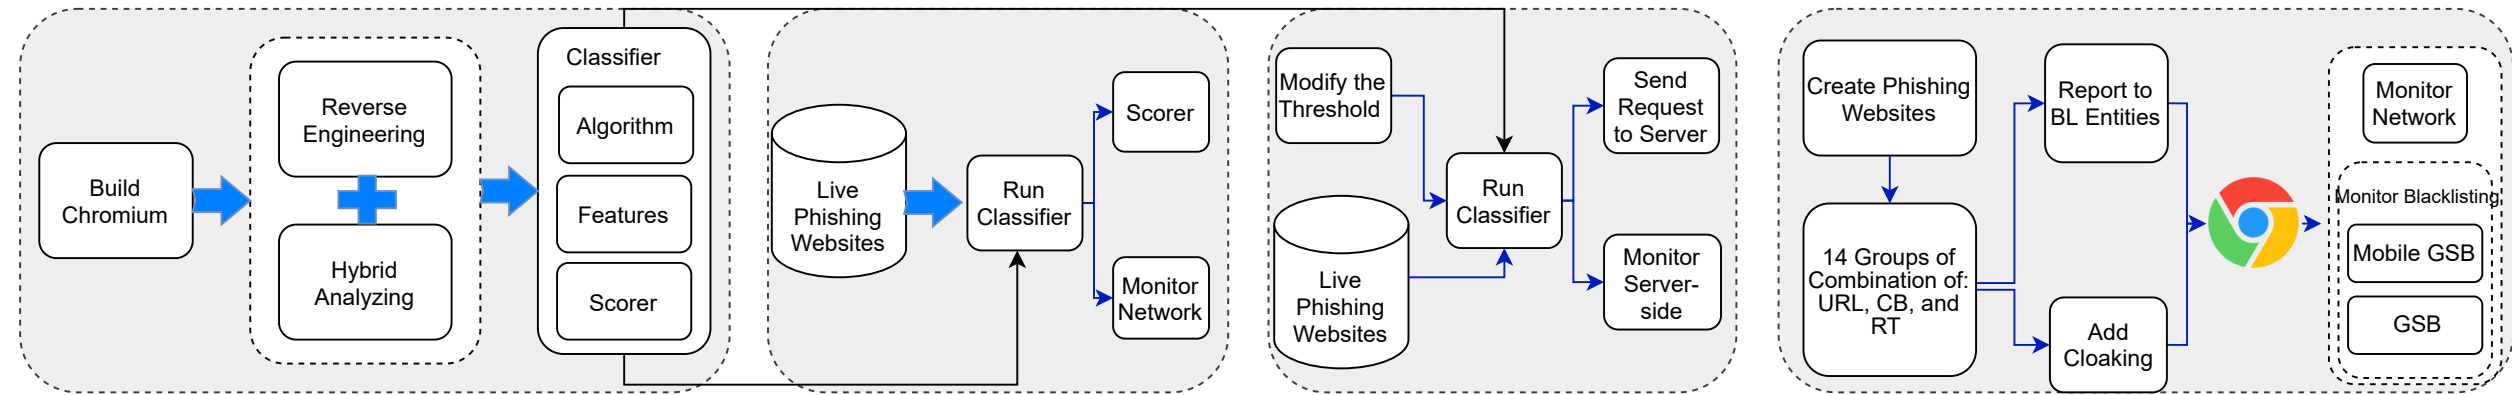 Build
Chromium
Reverse
Engineering
Hybrid
Analyzing
Classifier
Algorithm
Features
Scorer
Live
Phishing
Websites
Run
Classifier
Scorer
Monitor
Network
Modify the
Threshold
Live
Phishing
Websites
Run
Classifier
Send
Request
to Server
Monitor
Server-
side
Create Phishing
Websites
14 Groups of
Combination of:
URL, CB, and
RT
Report to
BL Entities
Add
Cloaking
Monitor
Network
Monitor Blacklisting
Mobile GSB
GSB